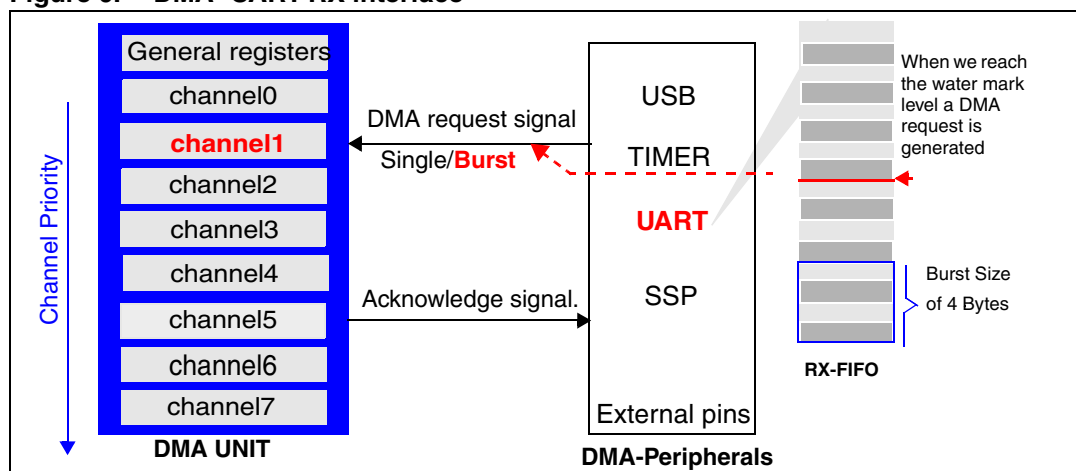 General registers
channel0
channel1
channel2
channel3
channel4
channel5
channel6
channel7
DMA UNIT
Channel Priority
DMA request signal
Single/Burst
Acknowledge signal.
USB
TIMER
UART
SSP
External pins
DMA-Peripherals
When we reach
the water mark
level a DMA
request is
generated
Burst Size
of 4 Bytes
RX-FIFO